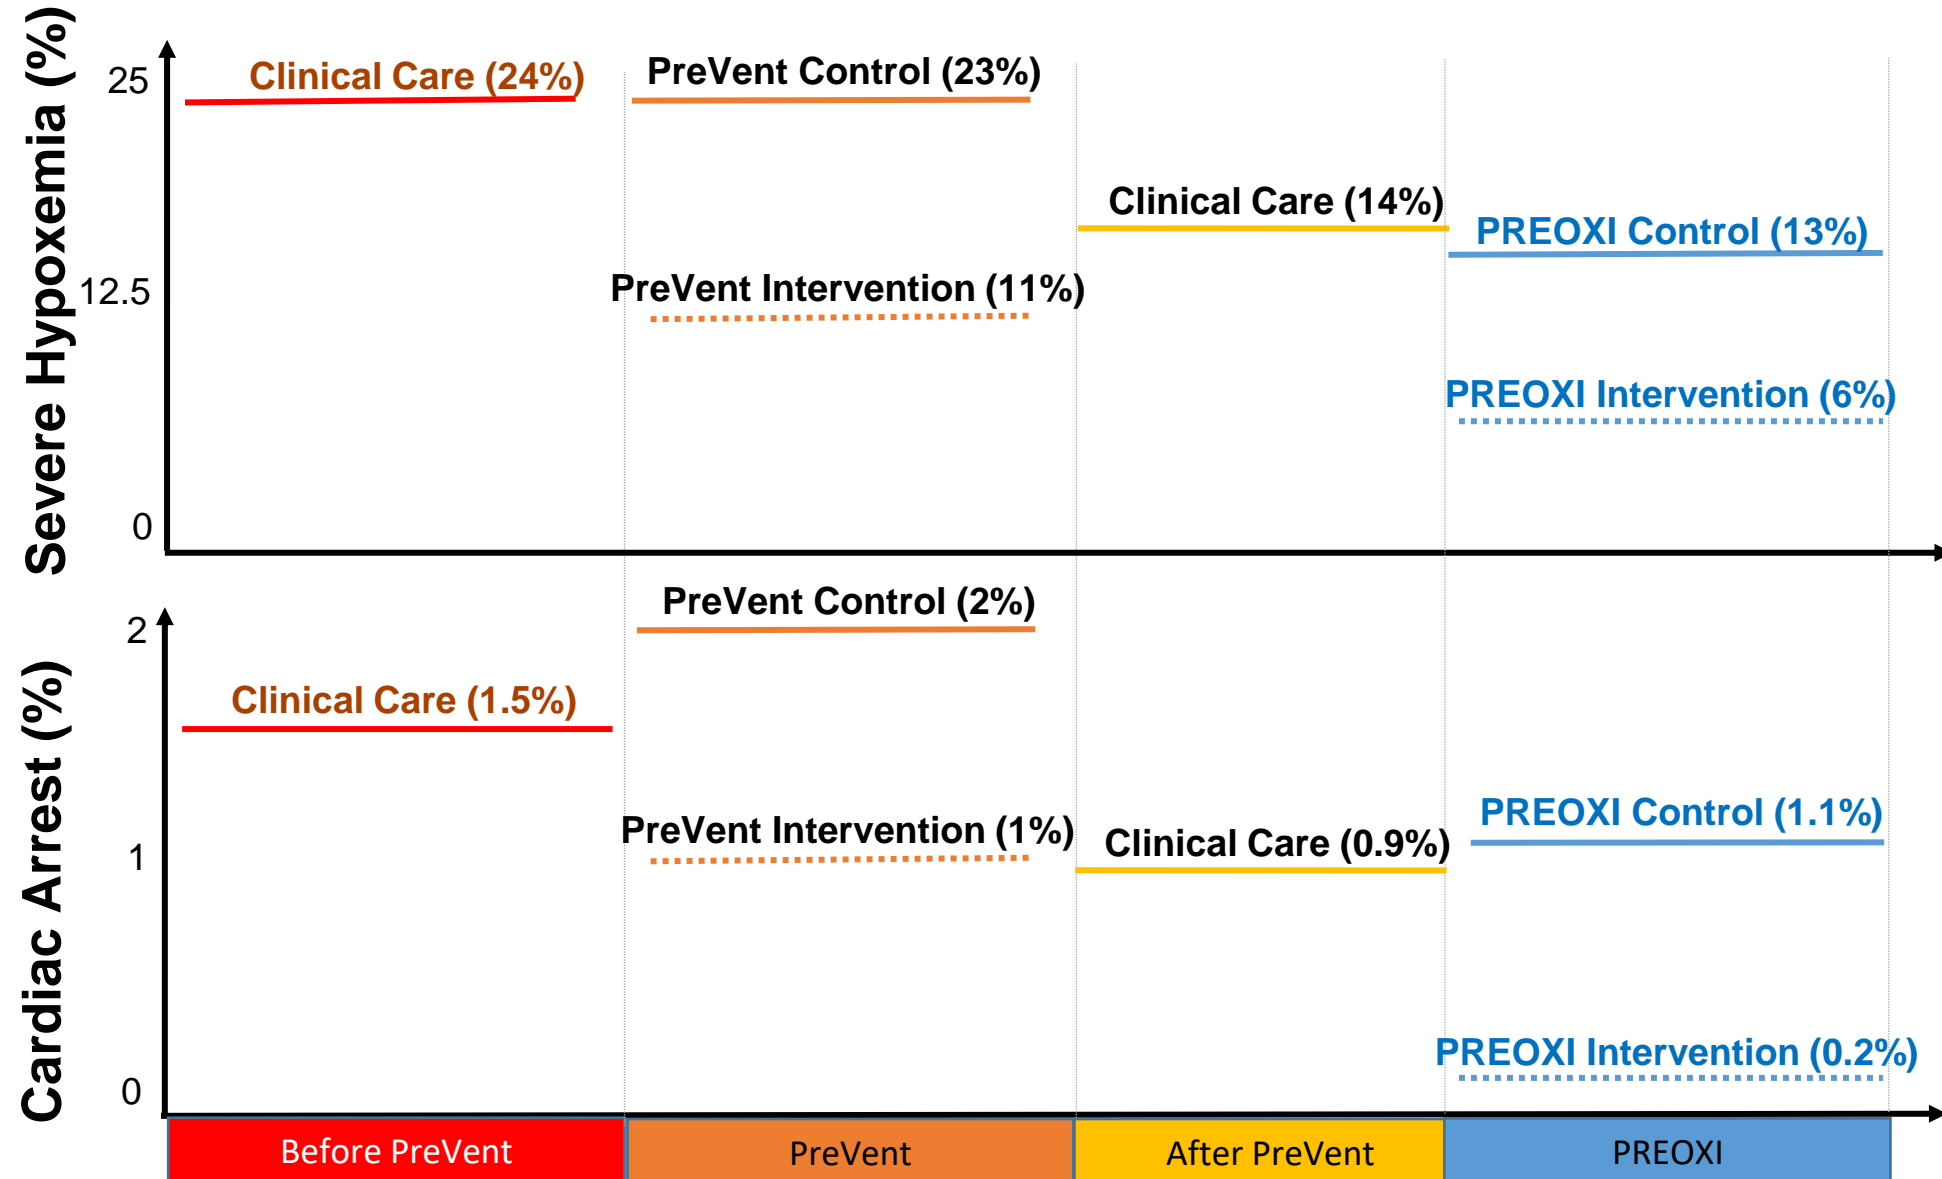 Severe Hypoxemia (%)
25
12.5
0
Clinical Care (24%)
PreVent Control (23%)
PreVent Intervention (11%)
Clinical Care (14%)
PREOXI Control (13%)
PREOXI Intervention (6%)
Cardiac Arrest (%)
2
1
0
Clinical Care (1.5%)
PreVent Control (2%)
PreVent Intervention (1%)
Clinical Care (0.9%)
PREOXI Control (1.1%)
PREOXI Intervention (0.2%)
Before PreVent
PreVent
After PreVent
PREOXI